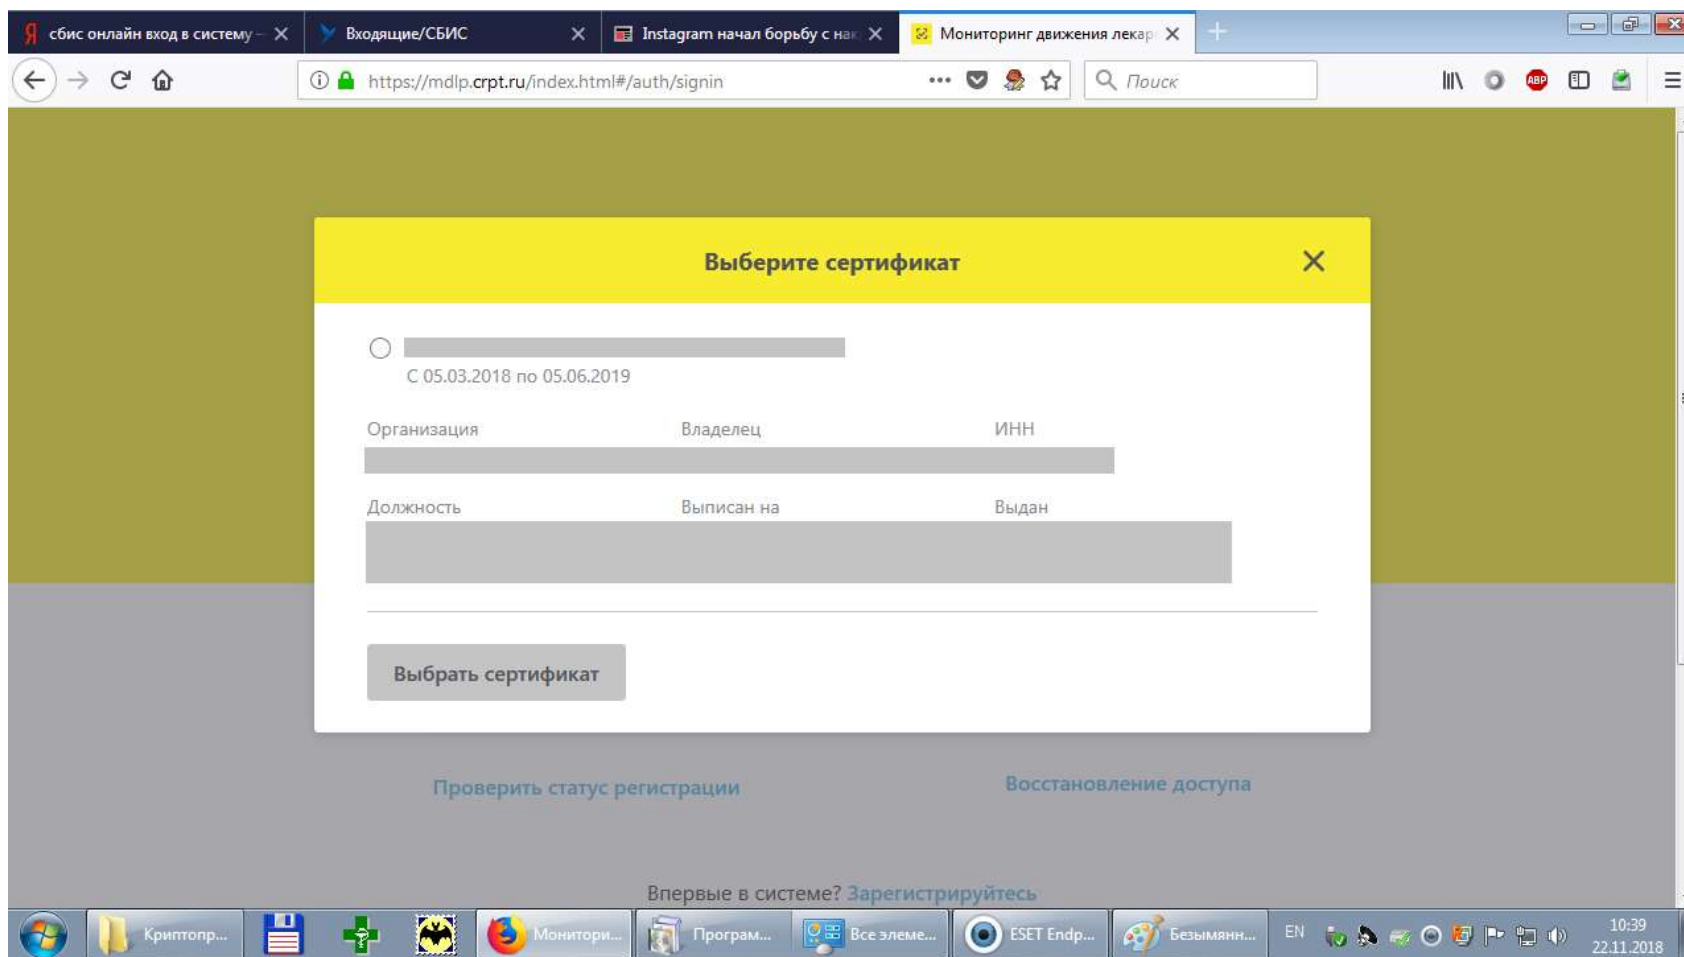 Я сбис онлайн вход в систему –
Входящие/СБИС
Instagram начал борьбу с нак
Мониторинг движения лекар
https://mdlp.crpt.ru/index.html#/auth/signin
Поиск
ABP
Выберите сертификат
С 05.03.2018 по 05.06.2019
Организация Владелец ИНН
Должность Выписан на Выдан
Выбрать сертификат
Проверить статус регистрации
Восстановление доступа
Впервые в системе? Зарегистрируйтесь
Криптопр...
Монитори...
Програм...
Все элеме...
ESET Endp...
Безымянн...
EN
10:39
22.11.2018